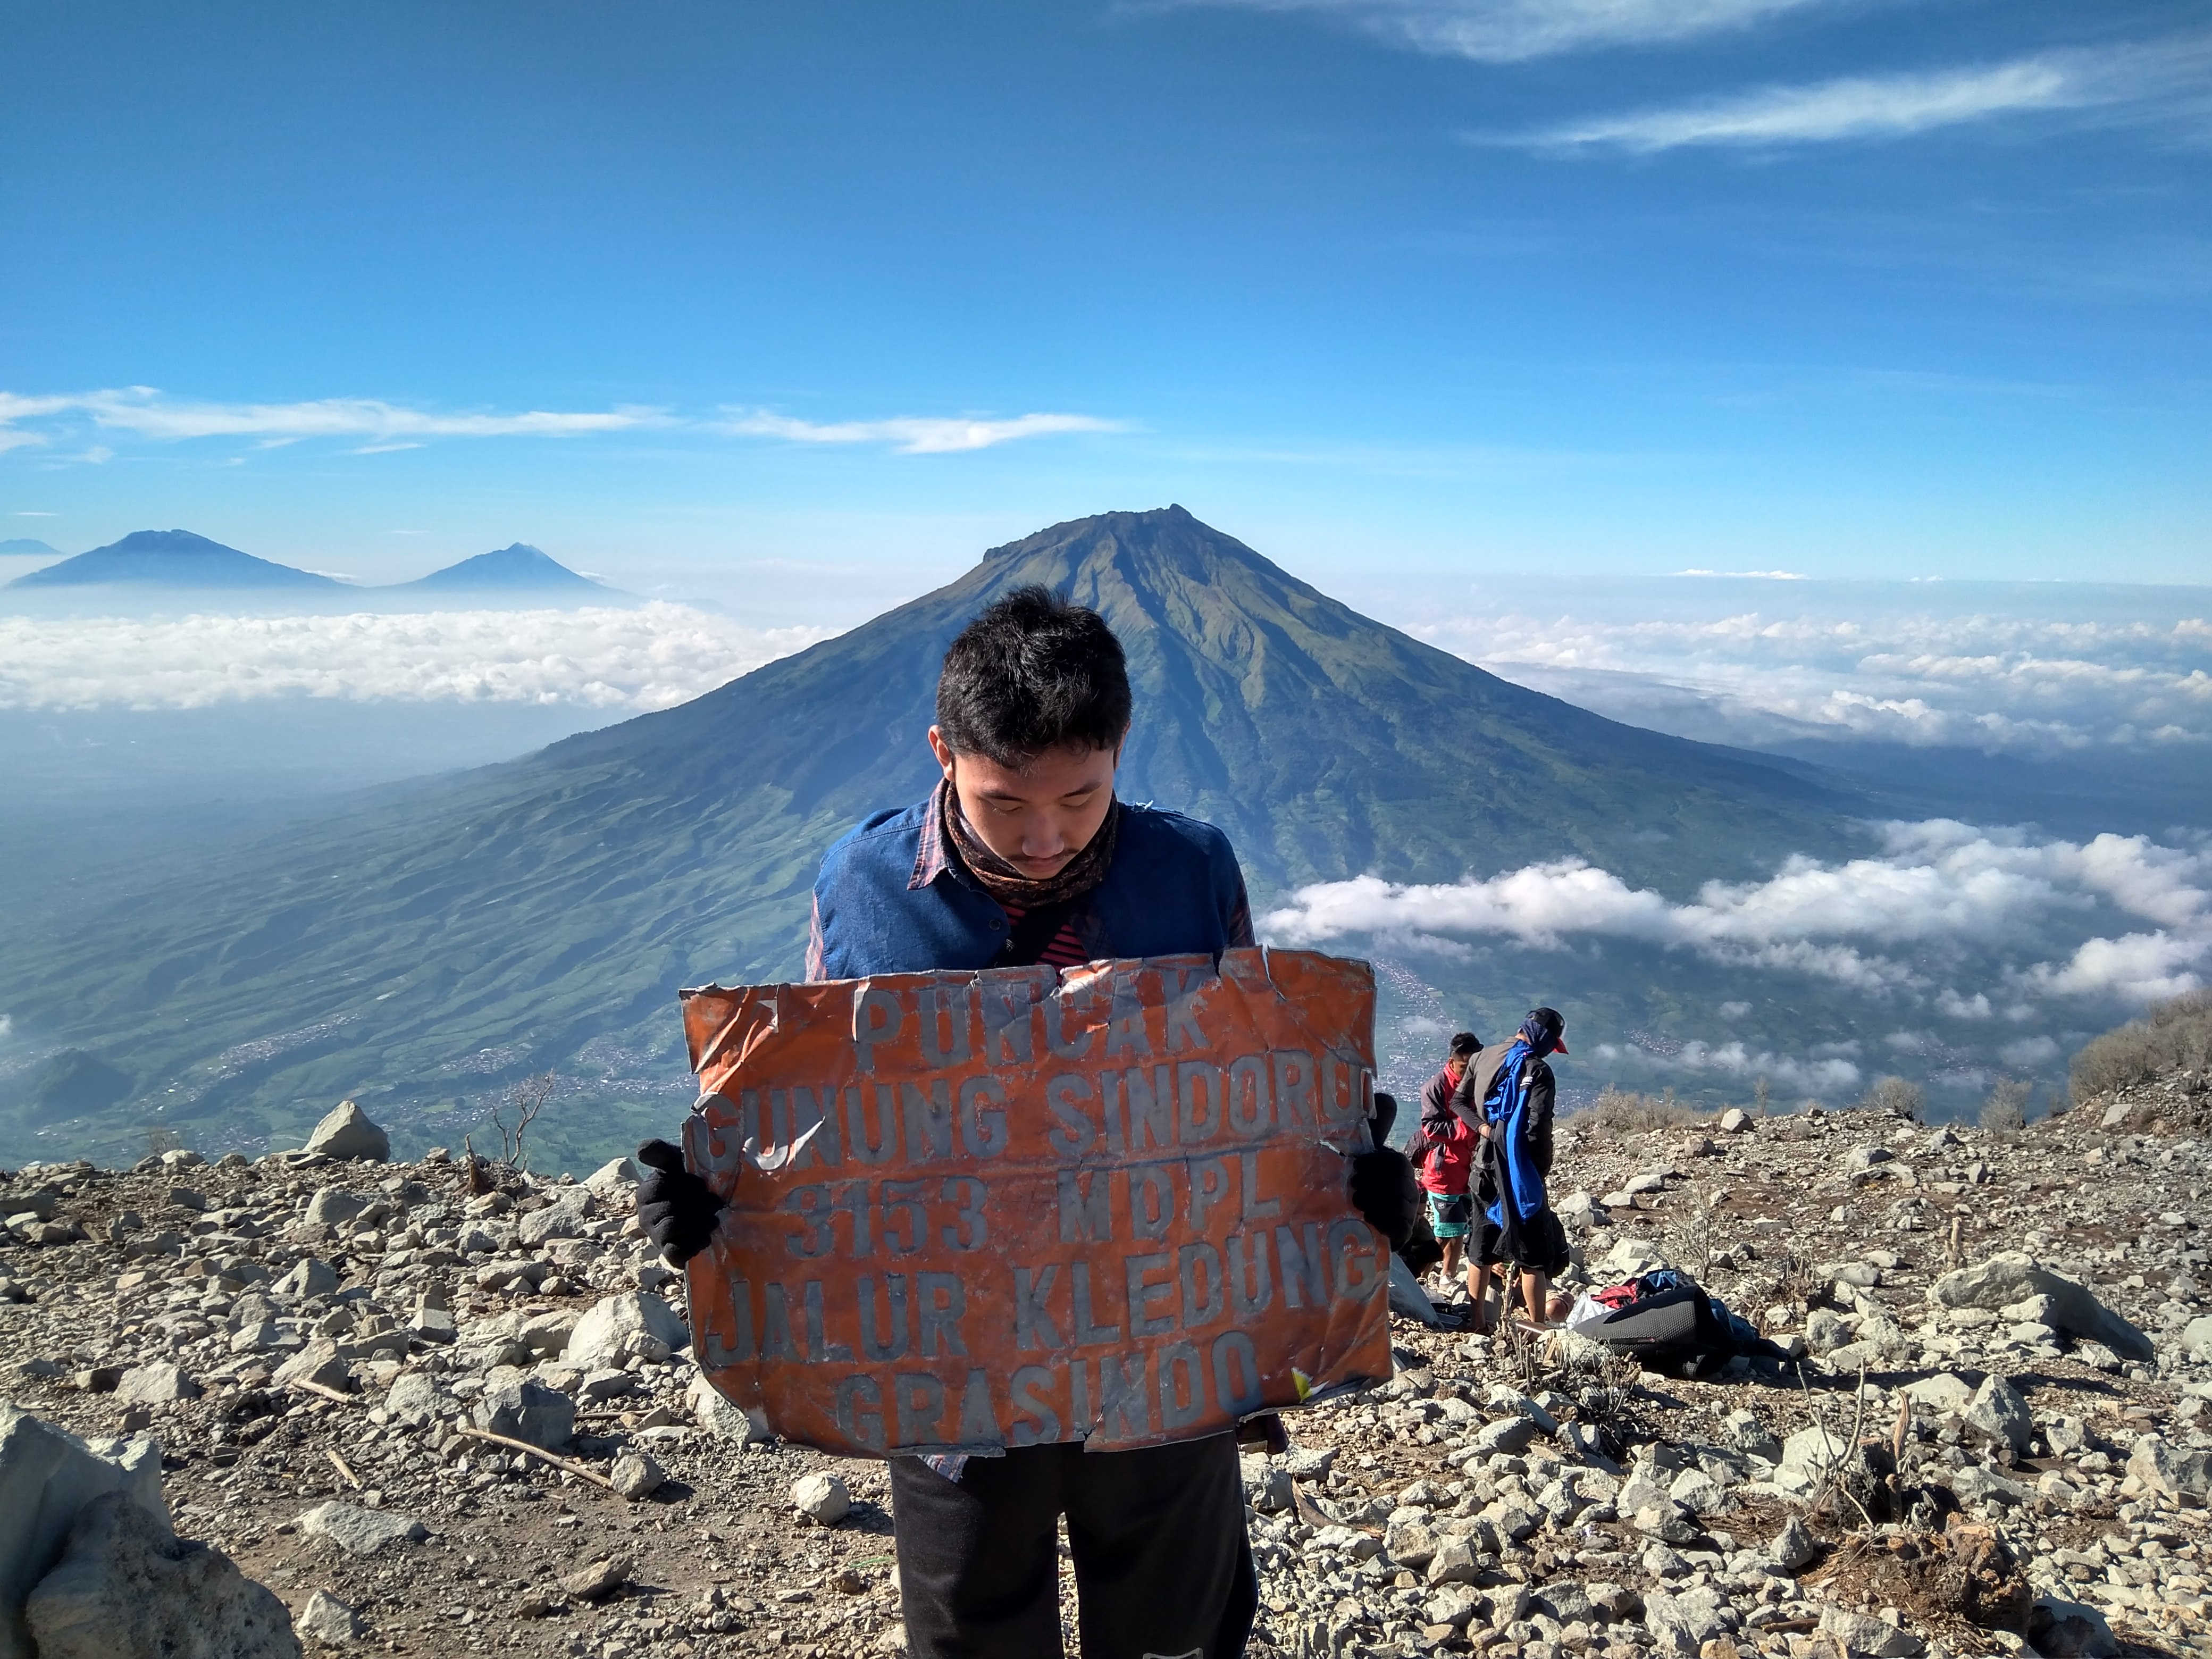 PUNCAK
GUNUNG SINDORO
3153 MDPL
JALUR KLEDUNG
GRASINDO